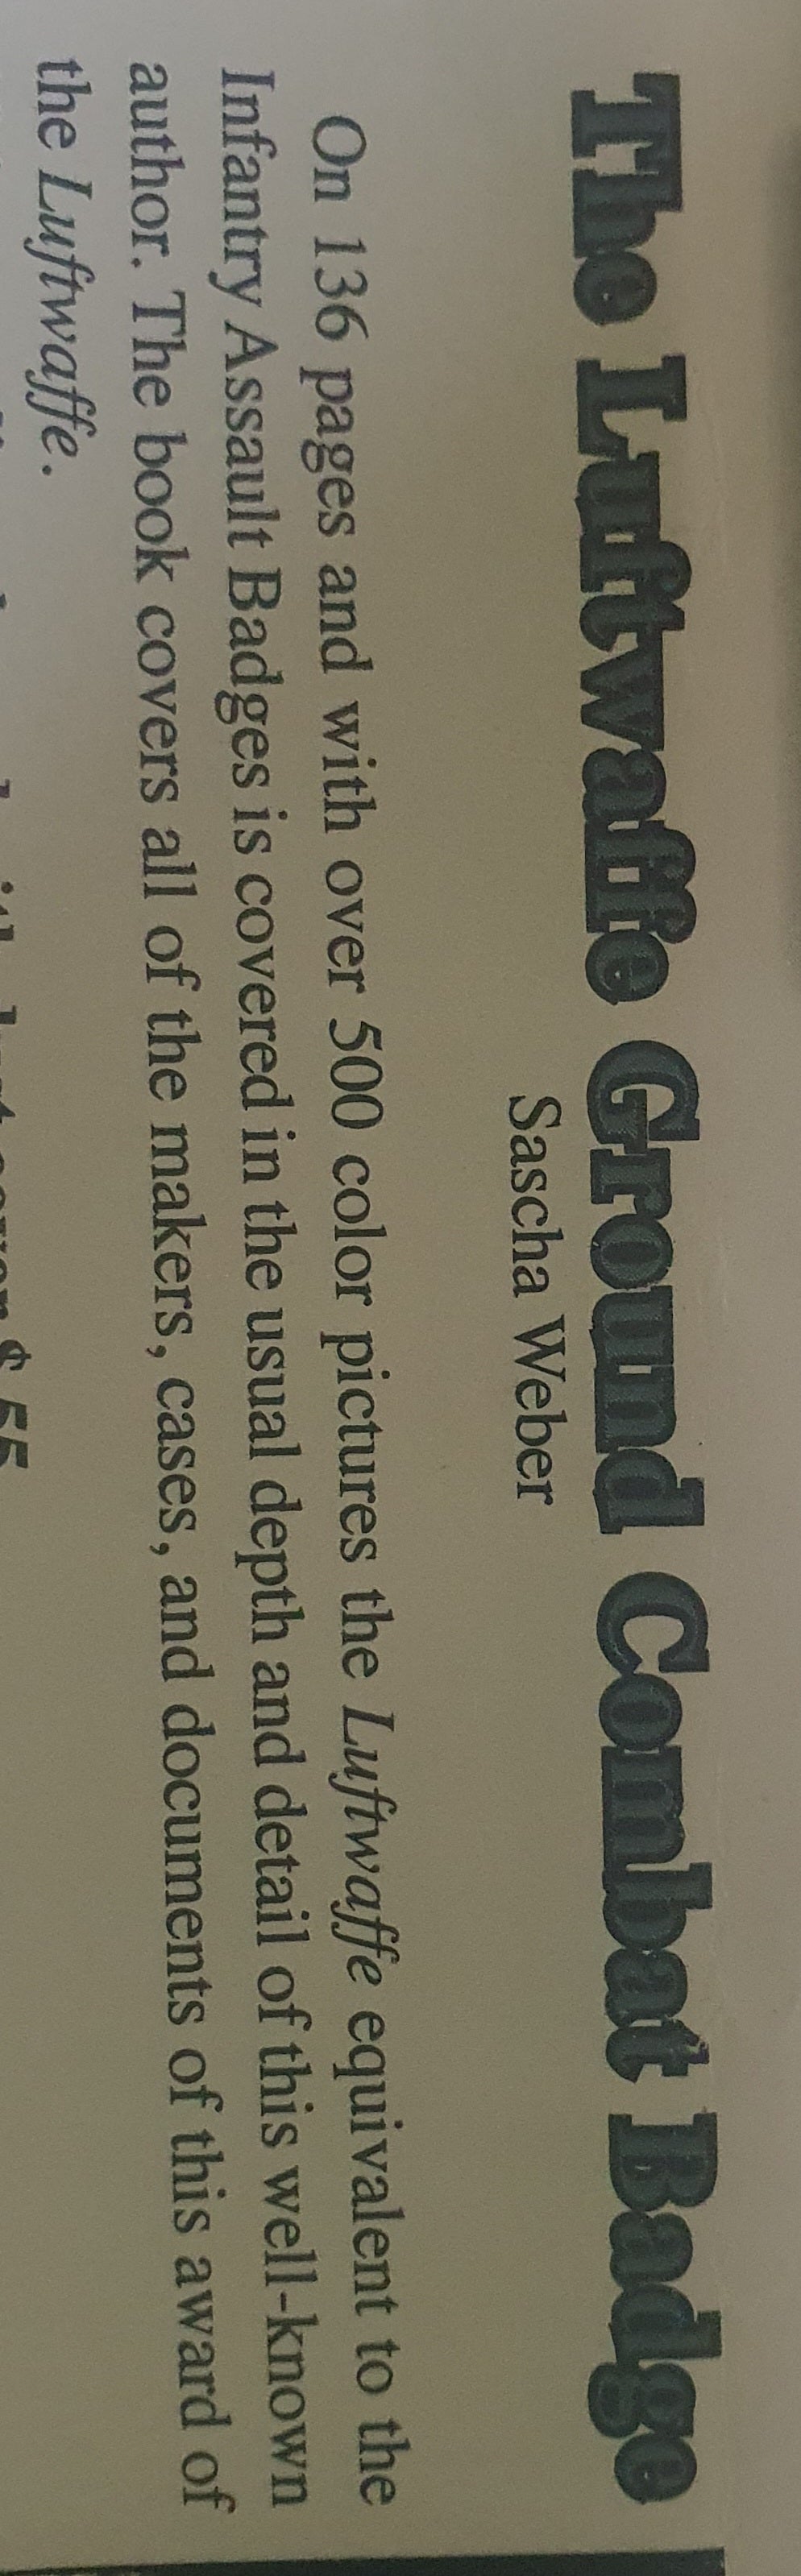 The Luftwaffe Ground Combat Badge
Sascha Weber
On 136 pages and with over 500 color pictures the Luftwaffe equivalent to the
Infantry Assault Badges is covered in the usual depth and detail of this well-known
author. The book covers all of the makers, cases, and documents of this award of
the Luftwaffe.
$ 55